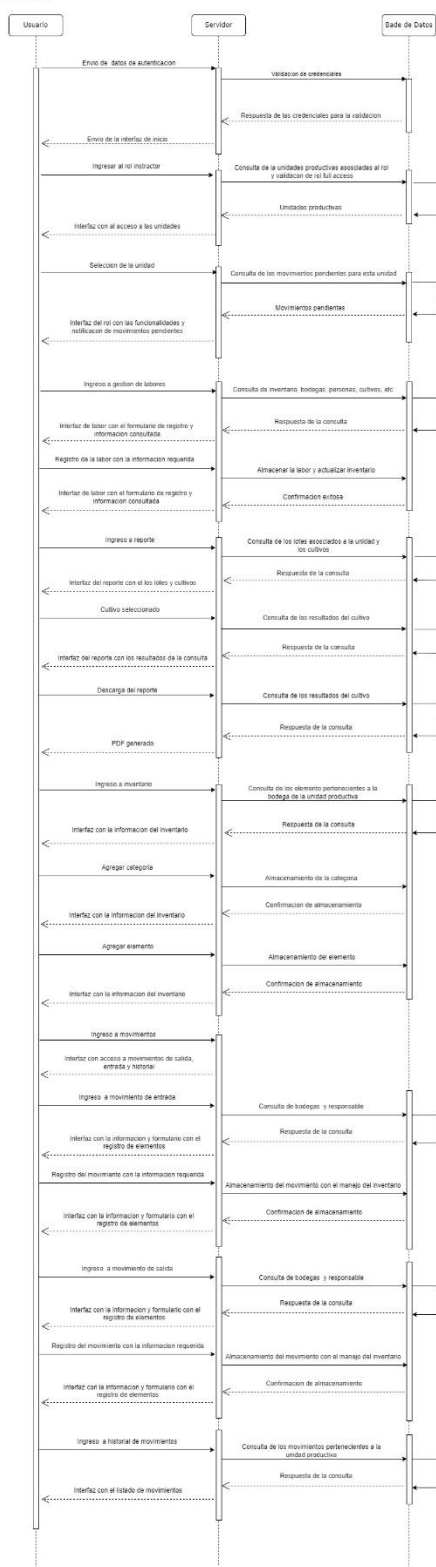 Usuario
Servidor
Bade de Datos
Envio de datos de autenticacion
Validacion de credenciales
Respuesta de las credenciales para la validacion
Envio de la interfaz de inicio
Ingresar al rol instructor
Consulta de la unidades productivas asosciadas al rol
y validacion de rol full access
Unidades productivas
Interfaz con al acceso a las unidades
Seleccion de la unidad
Consulta de los movimientos pendientes para esta unidad
Movimientos pendientes
Interfaz del rol con las funcionalidades y
notificacon de movimientos pendientes
Ingreso a gestion de labores
Consulta de inventario, bodegas, personas, cultivos, etc
Respuesta de la consulta
Interfaz de labor con el formulario de registro y
informacion consultada
Registro de la labor con la informacion requerida
Almacenar la labor y actualizar inventario
Interfaz de labor con el formulario de registro y
informacion consultada
Confirmacion exitosa
Ingreso a reporte
Consulta de los lotes asosciados a la unidad y
los cultivos
Respuesta de la consulta
Interfaz del reporte con el los lotes y cultivos
Cultivo seleccionado
Consulta de los resultados del cultivo
Respuesta de la consulta
Interfaz del reporte con los resultados de la consulta
Descarga del reporte
Consulta de los resultados del cultivo
Respuesta de la consulta
PDF generado
Ingreso a inventario
Consulta de los elemento pertenecientes a la
bodega de la unidad productiva
Respuesta de la consulta
Interfaz con la informacion del inventario
Agregar categoria
Almacenamiento de la categoria
Confirmacion de almacenamiento
Interfaz con la informacion del inventario
Agregar elemento
Almacenamiento del elemento
Confirmacion de almacenamiento
Interfaz con la informacion del inventario
Ingreso a movimientos
Interfaz con acceso a movimientos de salida,
entrada y historial
Ingreso a movimiento de entrada
Consulta de bodegas y responsable
Respuesta de la consulta
Interfaz con la informacion y formulario con el
registro de elementos
Registro del movimiento con la informacion requerida
Almacenamiento del movimiento con el manejo del inventario
Confirmacion de almacenamiento
Interfaz con la informacion y formulario con el
registro de elementos
Ingreso a movimiento de salida
Consulta de bodegas y responsable
Respuesta de la consulta
Interfaz con la informacion y formulario con el
registro de elementos
Registro del movimiento con la informacion requerida
Almacenamiento del movimiento con el manejo del inventario
Confirmacion de almacenamiento
Interfaz con la informacion y formulario con el
registro de elementos
Ingreso a historial de movimientos
Consulta de los movimientos pertenecientes a la
unidad productiva
Respuesta de la consulta
Interfaz con el listado de movimientos